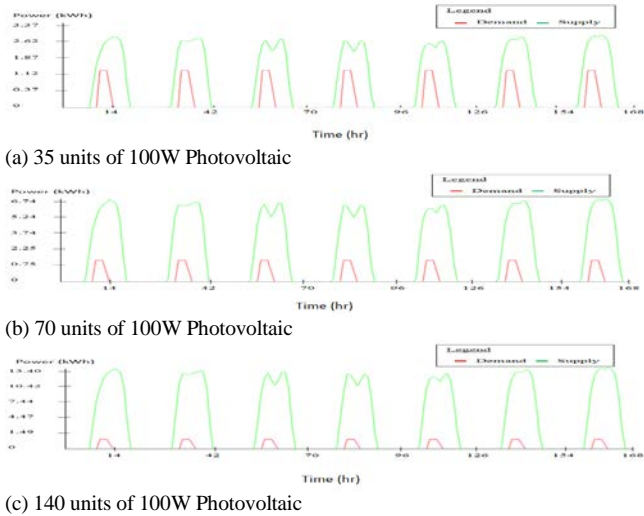 Power (kWh)
Legend
Demand Supply
3.37
2.62
1.87
1.12
0.37
0
14 42 70 96 126 154 168
Time (hr)
(a) 35 units of 100W Photovoltaic
Power (kWh)
Legend
Demand Supply
6.74
5.24
3.74
2.25
0.75
0
14 42 70 96 126 154 168
Time (hr)
(b) 70 units of 100W Photovoltaic
Power (kWh)
Legend
Demand Supply
13.40
10.42
7.44
4.47
1.49
0
14 42 70 96 126 154 168
Time (hr)
(c) 140 units of 100W Photovoltaic